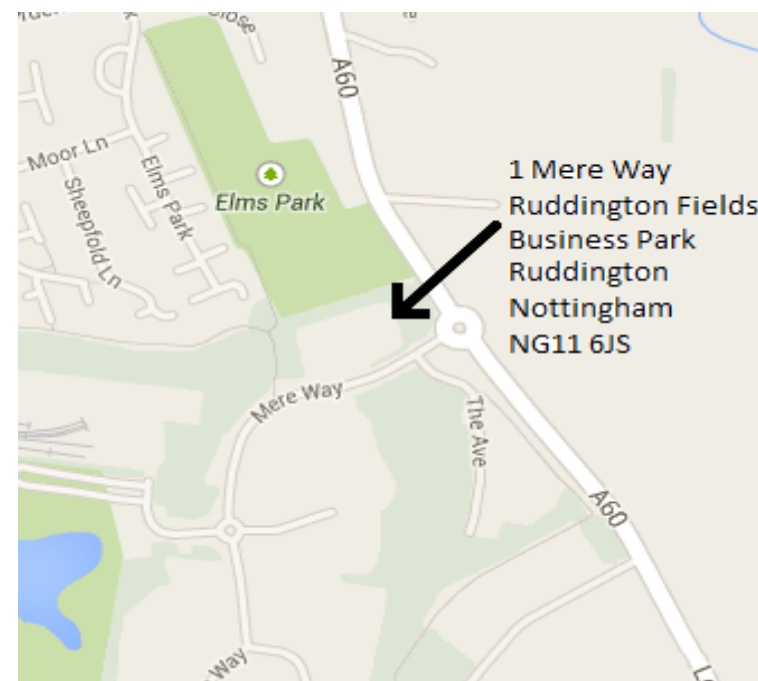 A60
Moor Ln
Elms Park
Sheepfold Ln
Elms Park
1 Mere Way
Ruddington Fields
Business Park
Ruddington
Nottingham
NG11 6JS
Mere Way
The Ave
A60
Way